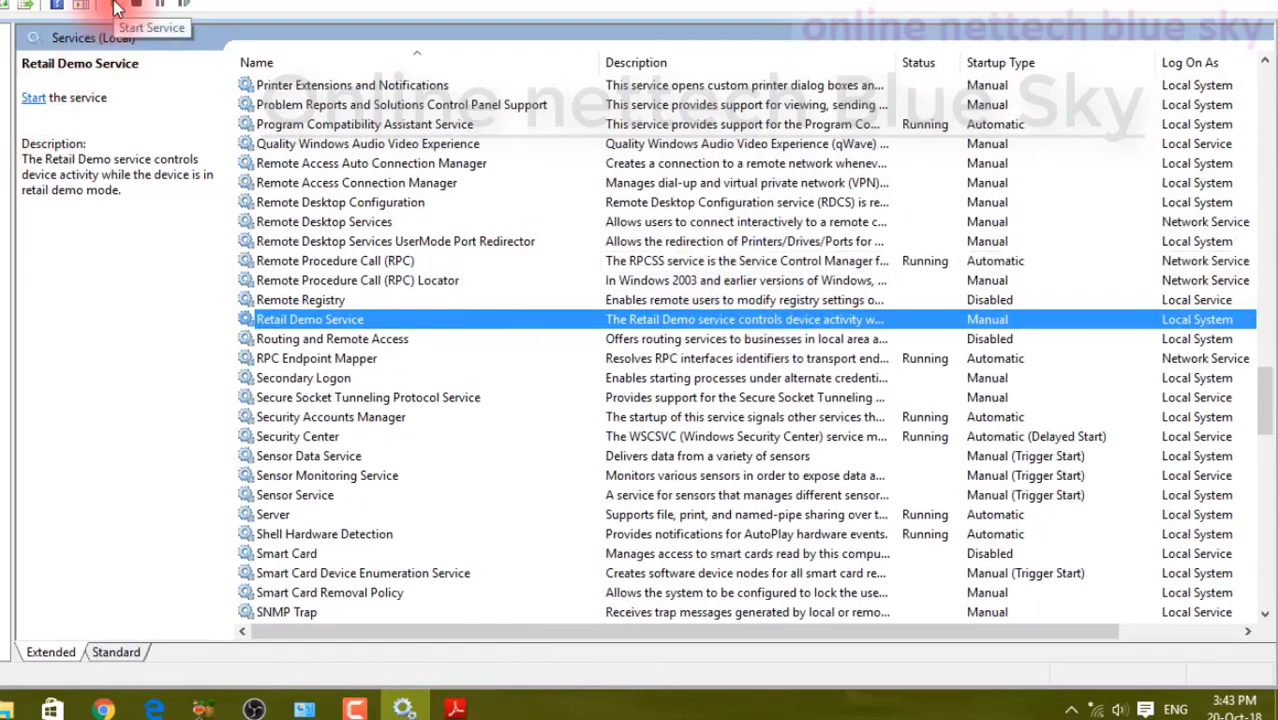 online nettech blue sky
Start Service
Services (Local)
Online nettech Blue Sky
Retail Demo Service
Start the service
Description:
The Retail Demo service controls
device activity while the device is in
retail demo mode.
Name Description Status Startup Type Log On As
Printer Extensions and Notifications This service opens custom printer dialog boxes an... Manual Local System
Problem Reports and Solutions Control Panel Support This service provides support for viewing, sending ... Manual Local System
Program Compatibility Assistant Service This service provides support for the Program Co... Running Automatic Local System
Quality Windows Audio Video Experience Quality Windows Audio Video Experience (qWave) ... Manual Local Service
Remote Access Auto Connection Manager Creates a connection to a remote network whenev... Manual Local System
Remote Access Connection Manager Manages dial-up and virtual private network (VPN)... Manual Local System
Remote Desktop Configuration Remote Desktop Configuration service (RDCS) is re... Manual Local System
Remote Desktop Services Allows users to connect interactively to a remote c... Manual Network Service
Remote Desktop Services UserMode Port Redirector Allows the redirection of Printers/Drives/Ports for ... Manual Local System
Remote Procedure Call (RPC) The RPCSS service is the Service Control Manager f... Running Automatic Network Service
Remote Procedure Call (RPC) Locator In Windows 2003 and earlier versions of Windows, ... Manual Network Service
Remote Registry Enables remote users to modify registry settings o... Disabled Local Service
Retail Demo Service The Retail Demo service controls device activity w... Manual Local System
Routing and Remote Access Offers routing services to businesses in local area a... Disabled Local System
RPC Endpoint Mapper Resolves RPC interfaces identifiers to transport end... Running Automatic Network Service
Secondary Logon Enables starting processes under alternate credenti... Manual Local System
Secure Socket Tunneling Protocol Service Provides support for the Secure Socket Tunneling ... Manual Local Service
Security Accounts Manager The startup of this service signals other services th... Running Automatic Local System
Security Center The WSCSVC (Windows Security Center) service m... Running Automatic (Delayed Start) Local Service
Sensor Data Service Delivers data from a variety of sensors Manual (Trigger Start) Local System
Sensor Monitoring Service Monitors various sensors in order to expose data a... Manual (Trigger Start) Local Service
Sensor Service A service for sensors that manages different sensor... Manual (Trigger Start) Local System
Server Supports file, print, and named-pipe sharing over t... Running Automatic Local System
Shell Hardware Detection Provides notifications for AutoPlay hardware events. Running Automatic Local System
Smart Card Manages access to smart cards read by this compu... Disabled Local Service
Smart Card Device Enumeration Service Creates software device nodes for all smart card re... Manual (Trigger Start) Local System
Smart Card Removal Policy Allows the system to be configured to lock the use... Manual Local System
SNMP Trap Receives trap messages generated by local or remo... Manual Local Service
Extended Standard
3:43 PM
ENG
20-Oct-18